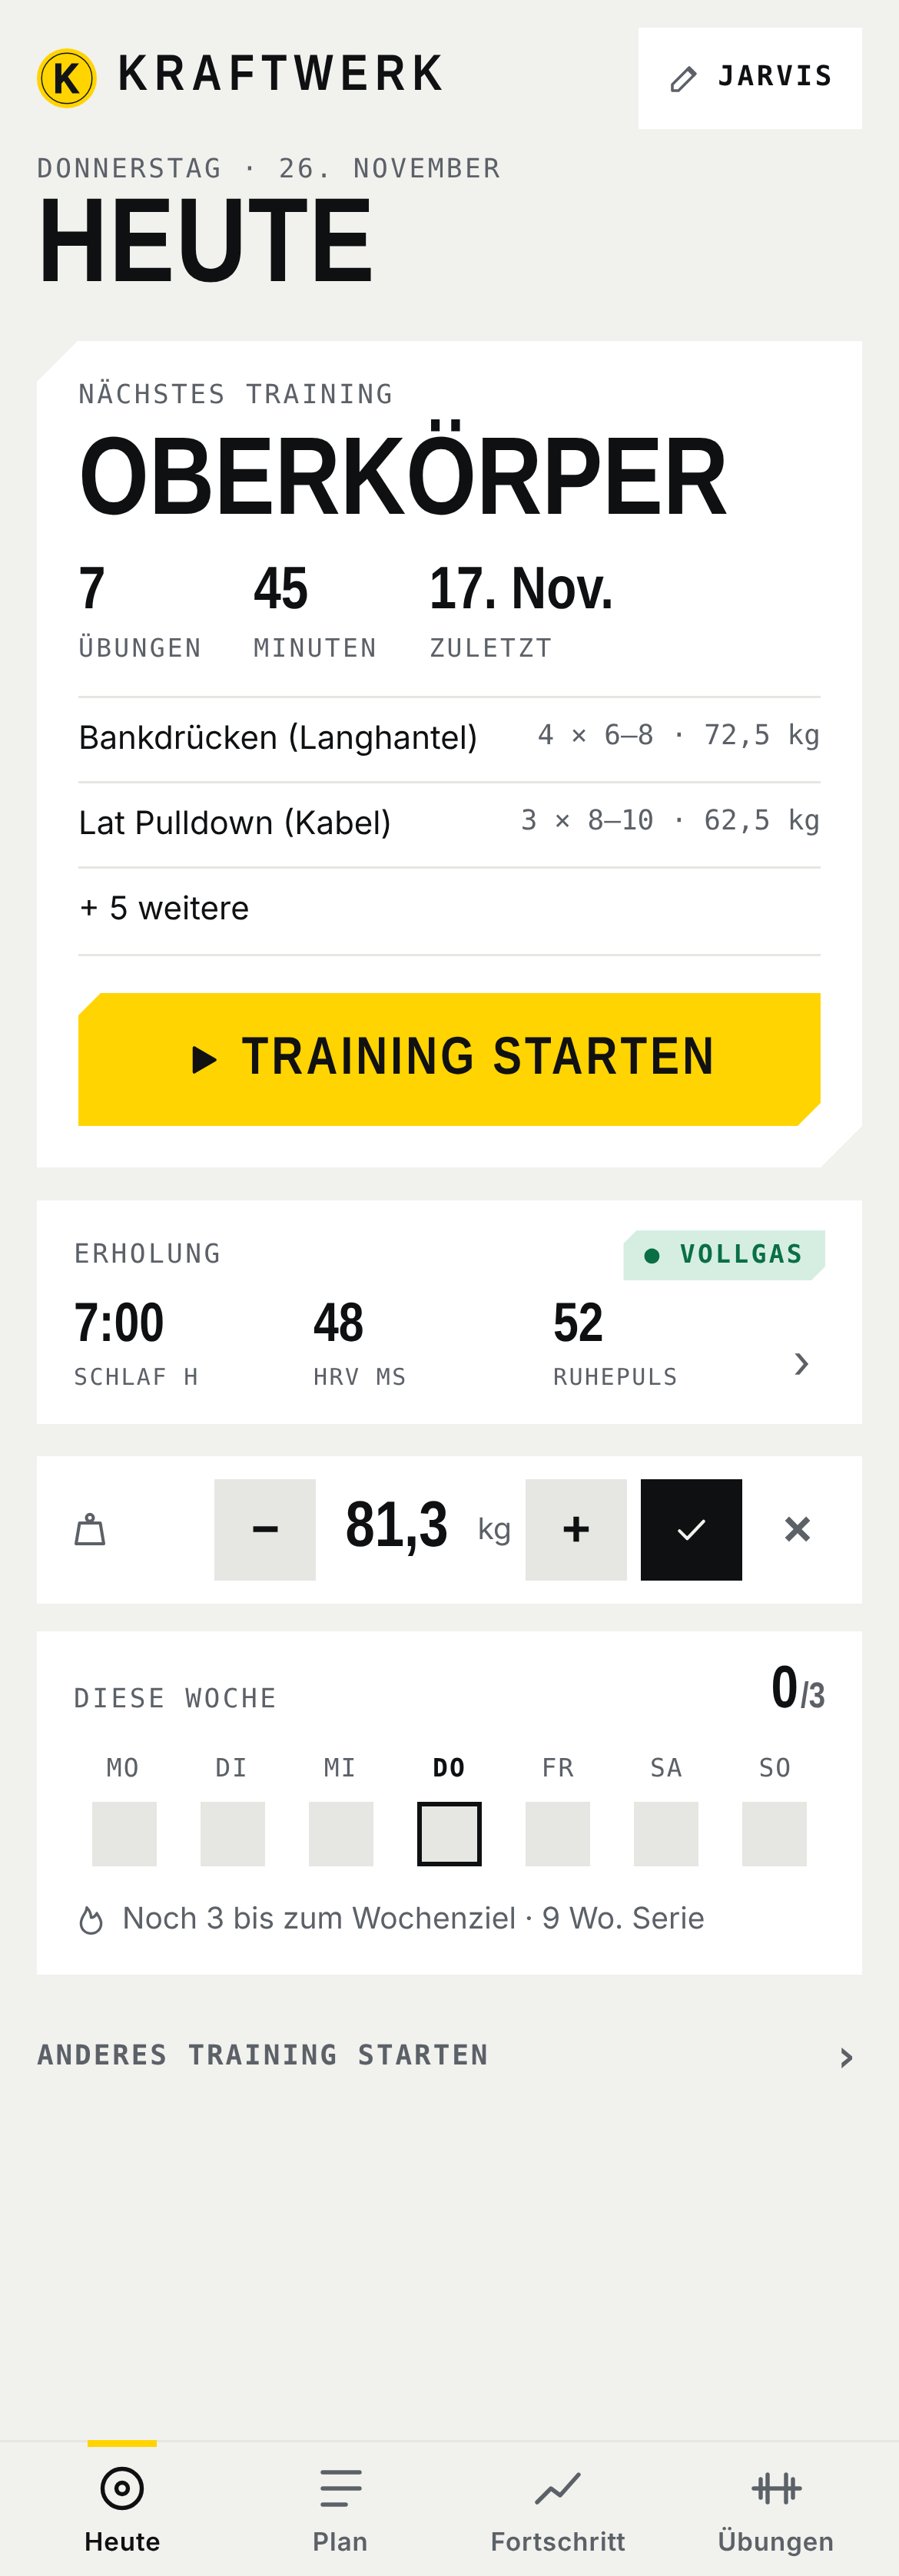 K KRAFTWERK
JARVIS
DONNERSTAG · 26. NOVEMBER
HEUTE
NÄCHSTES TRAINING
OBERKÖRPER
7 45 17. Nov.
ÜBUNGEN MINUTEN ZULETZT
Bankdrücken (Langhantel) 4 × 6–8 · 72,5 kg
Lat Pulldown (Kabel) 3 × 8–10 · 62,5 kg
+ 5 weitere
TRAINING STARTEN
ERHOLUNG VOLLGAS
7:00 48 52
SCHLAF H HRV MS RUHEPULS
− 81,3 kg +
DIESE WOCHE 0/3
MO DI MI DO FR SA SO
Noch 3 bis zum Wochenziel · 9 Wo. Serie
ANDERES TRAINING STARTEN
Heute Plan Fortschritt Übungen